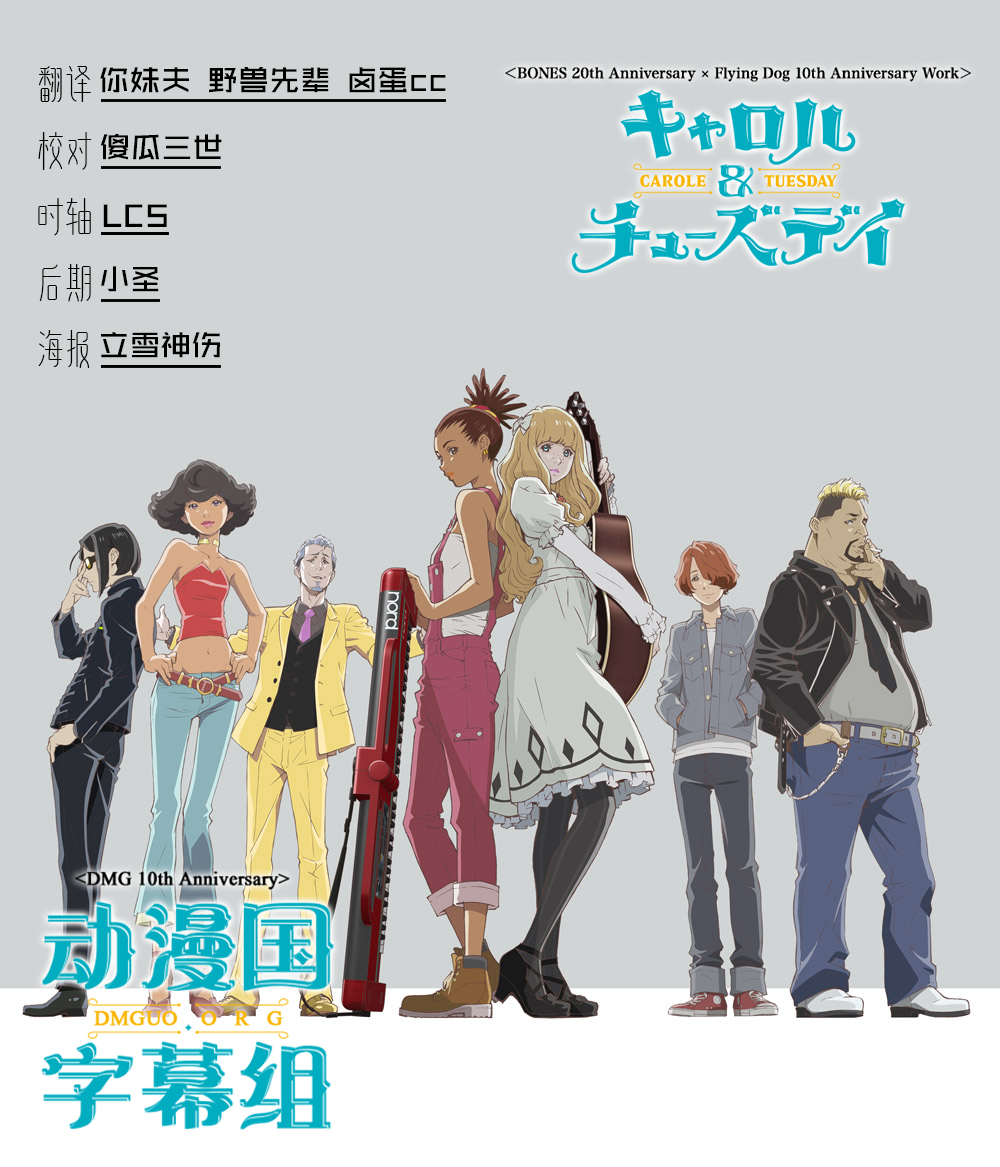 翻译 你妹夫 野兽先辈 卤蛋cc
校对 傻瓜三世
时轴 LCS
后期 小圣
海报 立雪神伤
<BONES 20th Anniversary × Flying Dog 10th Anniversary Work>
キャロル
CAROLE & TUESDAY
チューズデイ
nord
<DMG 10th Anniversary>
动漫国
DMGUO ORG
字幕组